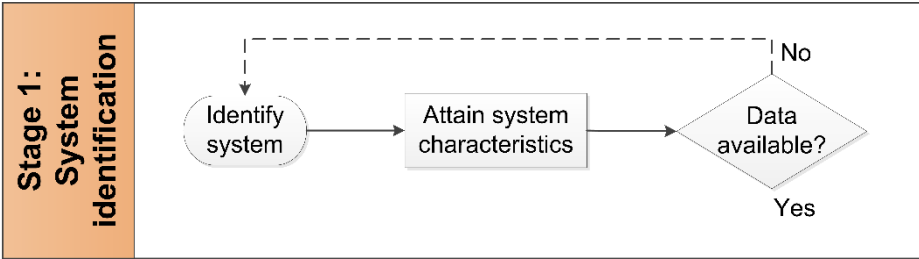 Stage 1:
System
identification
No
Identify
system
Attain system
characteristics
Data
available?
Yes